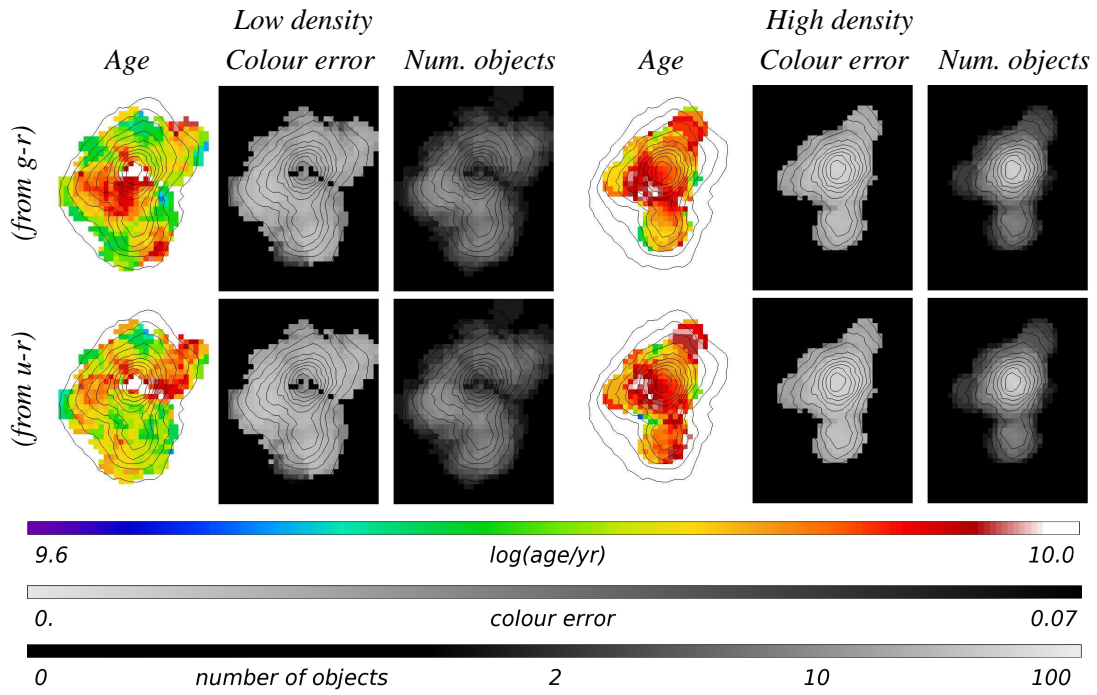 Low density High density
Age Colour error Num. objects Age Colour error Num. objects
(from g-r)
(from u-r)
9.6 log(age/yr) 10.0
0. colour error 0.07
0 number of objects 2 10 100